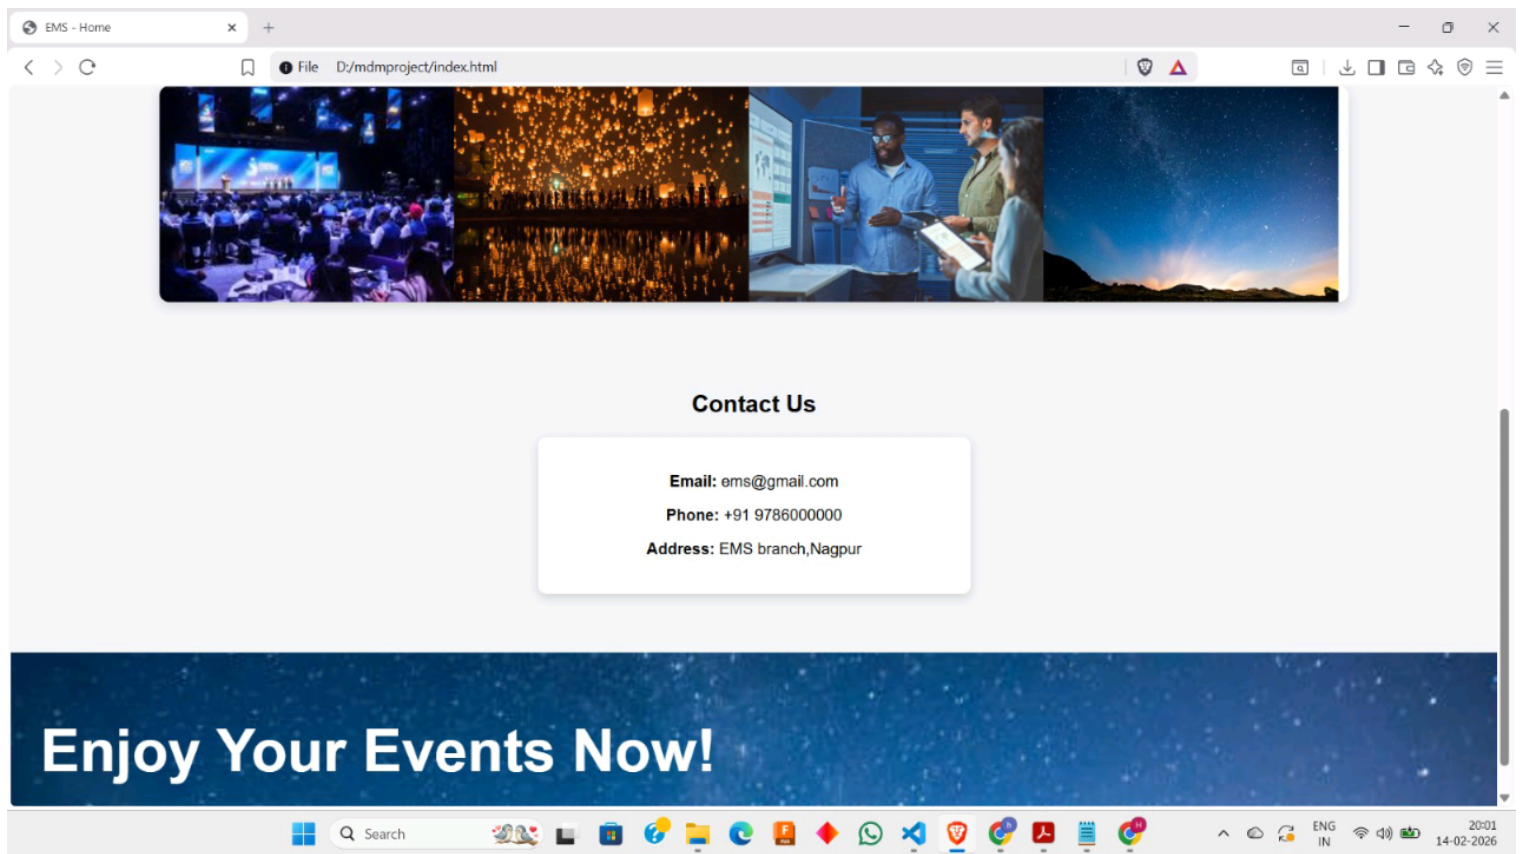 EMS - Home
File D:/mdmproject/index.html
Contact Us
Email: ems@gmail.com
Phone: +91 9786000000
Address: EMS branch,Nagpur
Enjoy Your Events Now!
Search
ENG
IN
20:01
14-02-2026